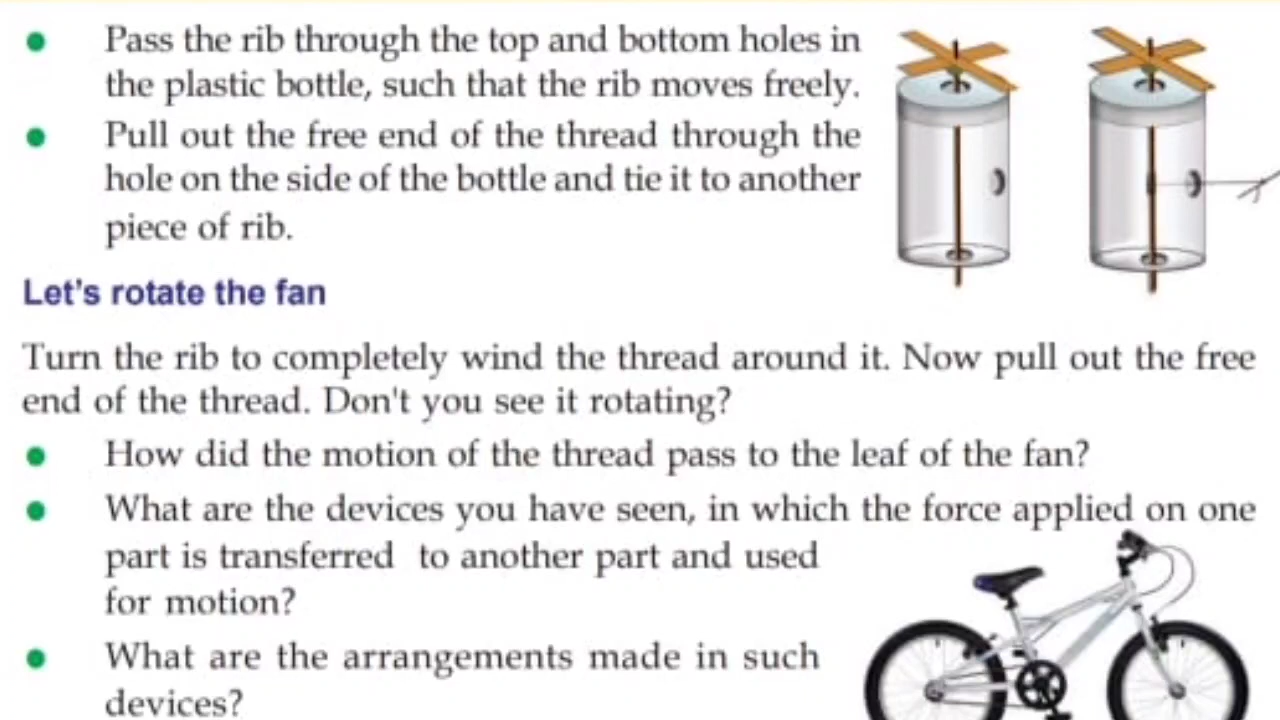 Pass the rib through the top and bottom holes in
the plastic bottle, such that the rib moves freely.
Pull out the free end of the thread through the
hole on the side of the bottle and tie it to another
piece of rib.
Let's rotate the fan
Turn the rib to completely wind the thread around it. Now pull out the free
end of the thread. Don't you see it rotating?
How did the motion of the thread pass to the leaf of the fan?
What are the devices you have seen, in which the force applied on one
part is transferred to another part and used
for motion?
What are the arrangements made in such
devices?